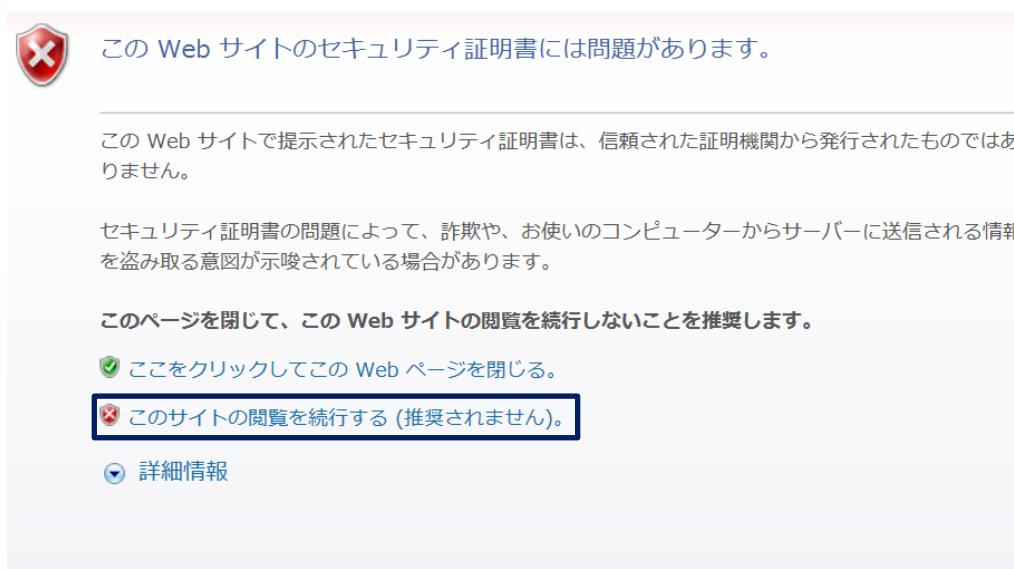 この Web サイトのセキュリティ証明書には問題があります。
この Web サイトで提示されたセキュリティ証明書は、信頼された証明機関から発行されたものではあ
りません。
セキュリティ証明書の問題によって、詐欺や、お使いのコンピューターからサーバーに送信される情報
を盗み取る意図が示唆されている場合があります。
このページを閉じて、この Web サイトの閲覧を続行しないことを推奨します。
ここをクリックしてこの Web ページを閉じる。
このサイトの閲覧を続行する (推奨されません)。
詳細情報